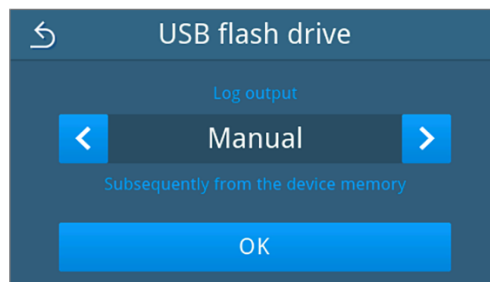 USB flash drive
Log output
Manual
Subsequently from the device memory
OK